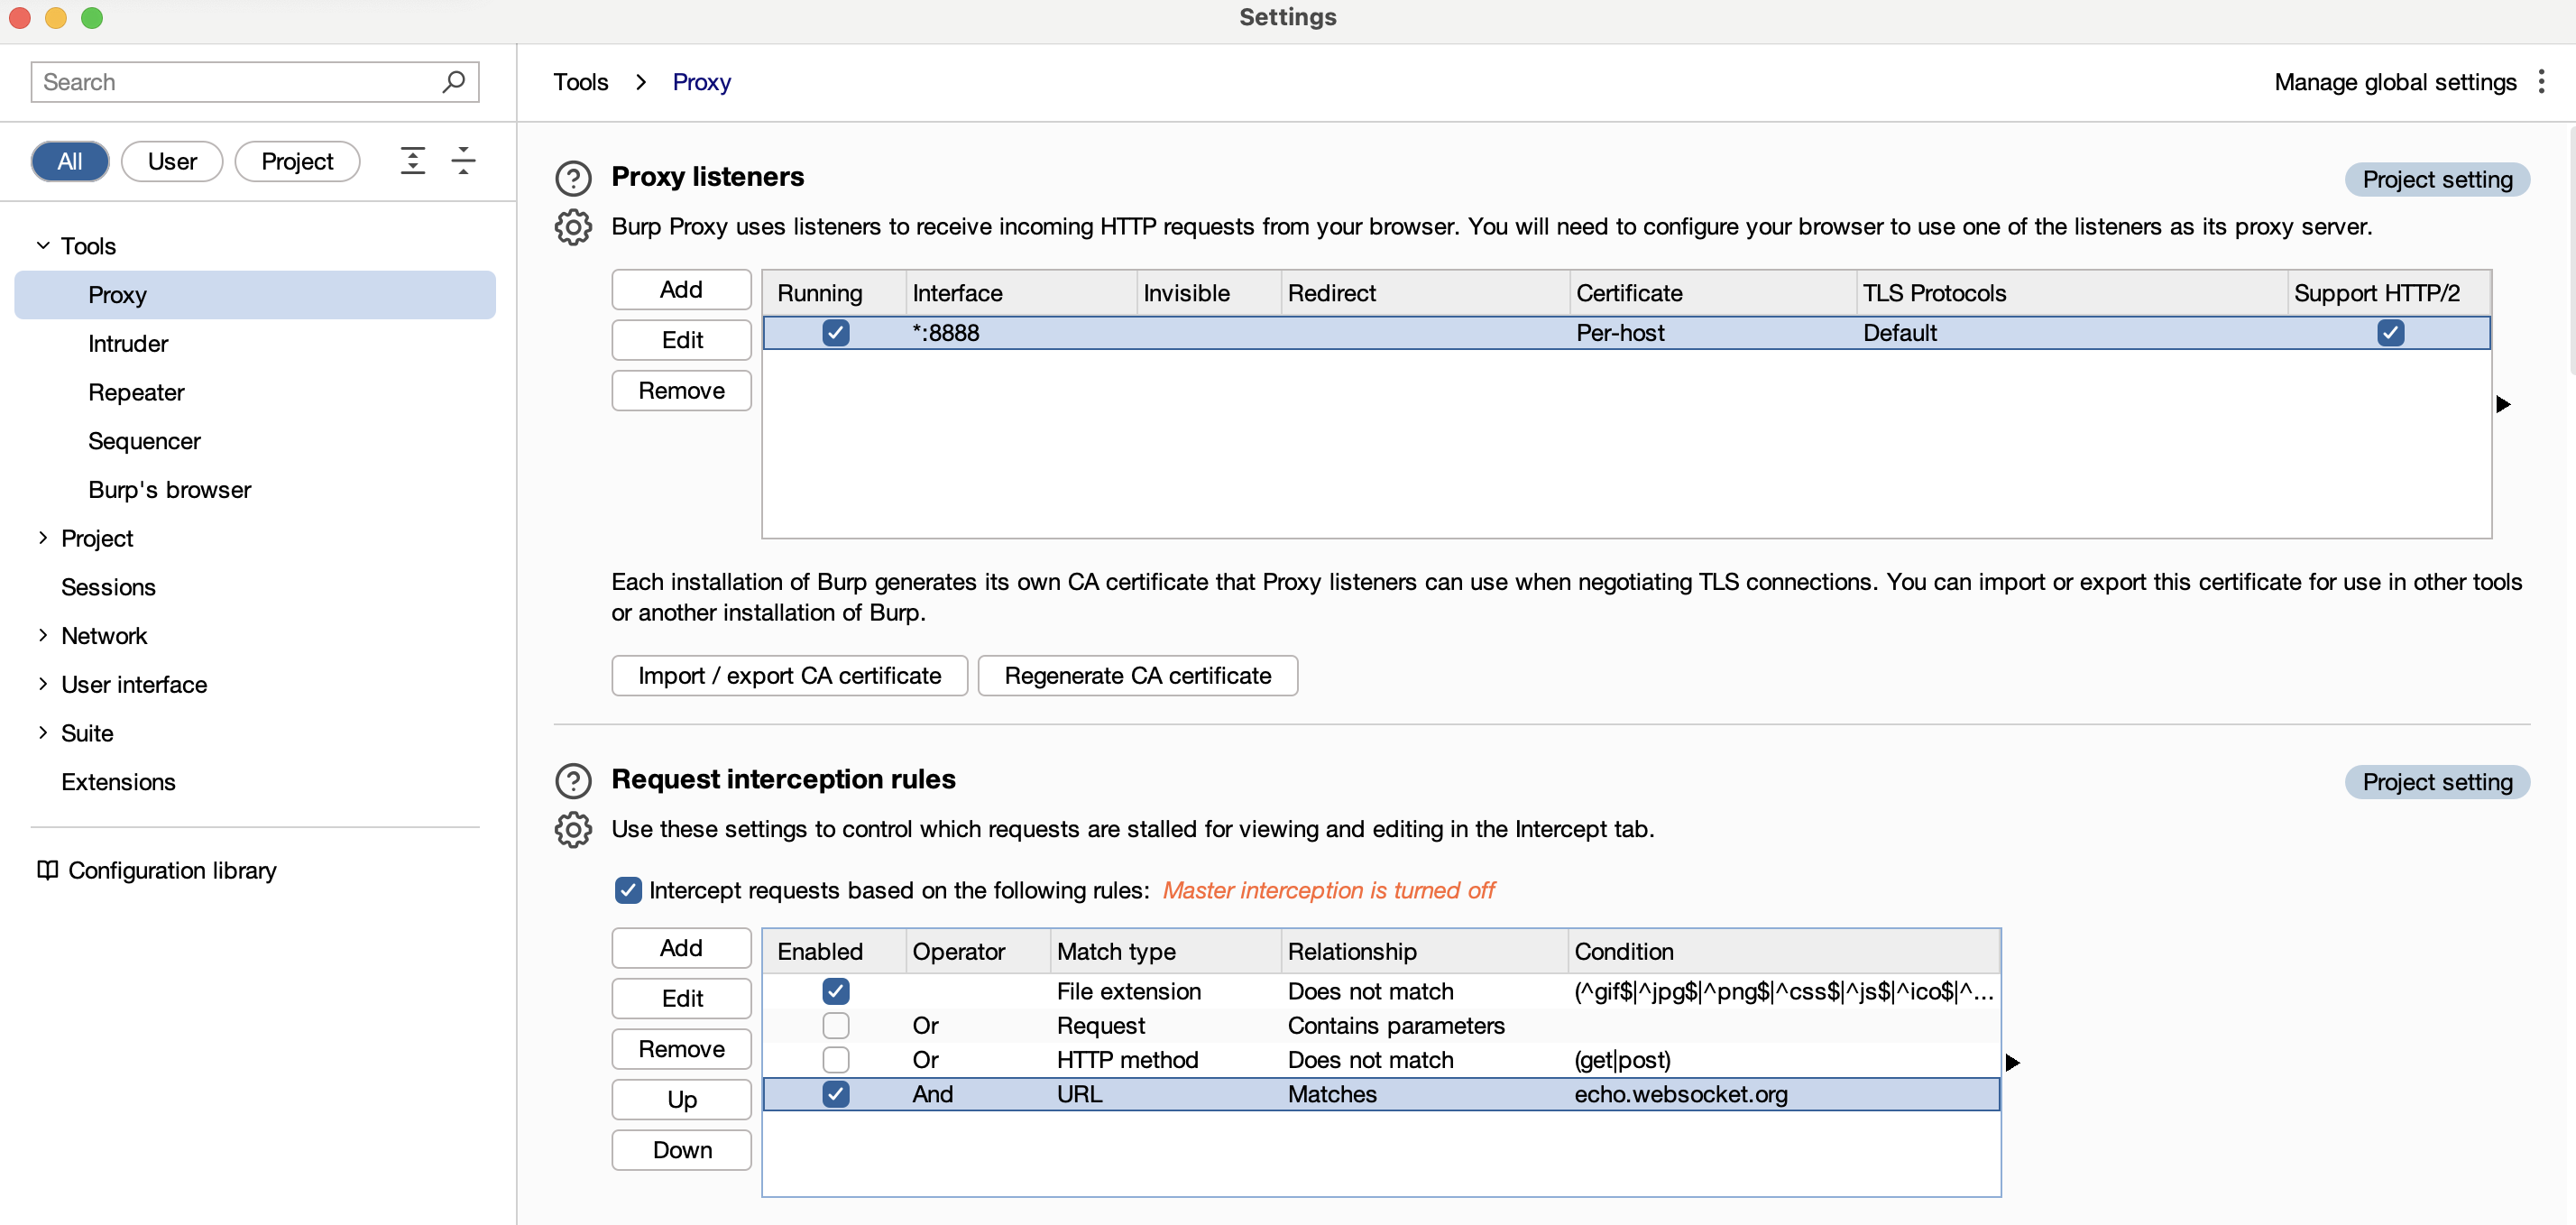 Settings
Search
Tools > Proxy
Manage global settings
All
User
Project
Tools
Proxy
Intruder
Repeater
Sequencer
Burp's browser
Project
Sessions
Network
User interface
Suite
Extensions
Configuration library
Proxy listeners
Project setting
Burp Proxy uses listeners to receive incoming HTTP requests from your browser. You will need to configure your browser to use one of the listeners as its proxy server.
Add
Edit
Remove
Running Interface Invisible Redirect Certificate TLS Protocols Support HTTP/2
*:8888 Per-host Default
Each installation of Burp generates its own CA certificate that Proxy listeners can use when negotiating TLS connections. You can import or export this certificate for use in other tools
or another installation of Burp.
Import / export CA certificate
Regenerate CA certificate
Request interception rules
Project setting
Use these settings to control which requests are stalled for viewing and editing in the Intercept tab.
Intercept requests based on the following rules: Master interception is turned off
Add
Edit
Remove
Up
Down
Enabled Operator Match type Relationship Condition
File extension Does not match (^gif$|^jpg$|^png$|^css$|^js$|^ico$|^...
Or Request Contains parameters
Or HTTP method Does not match (get|post)
And URL Matches echo.websocket.org